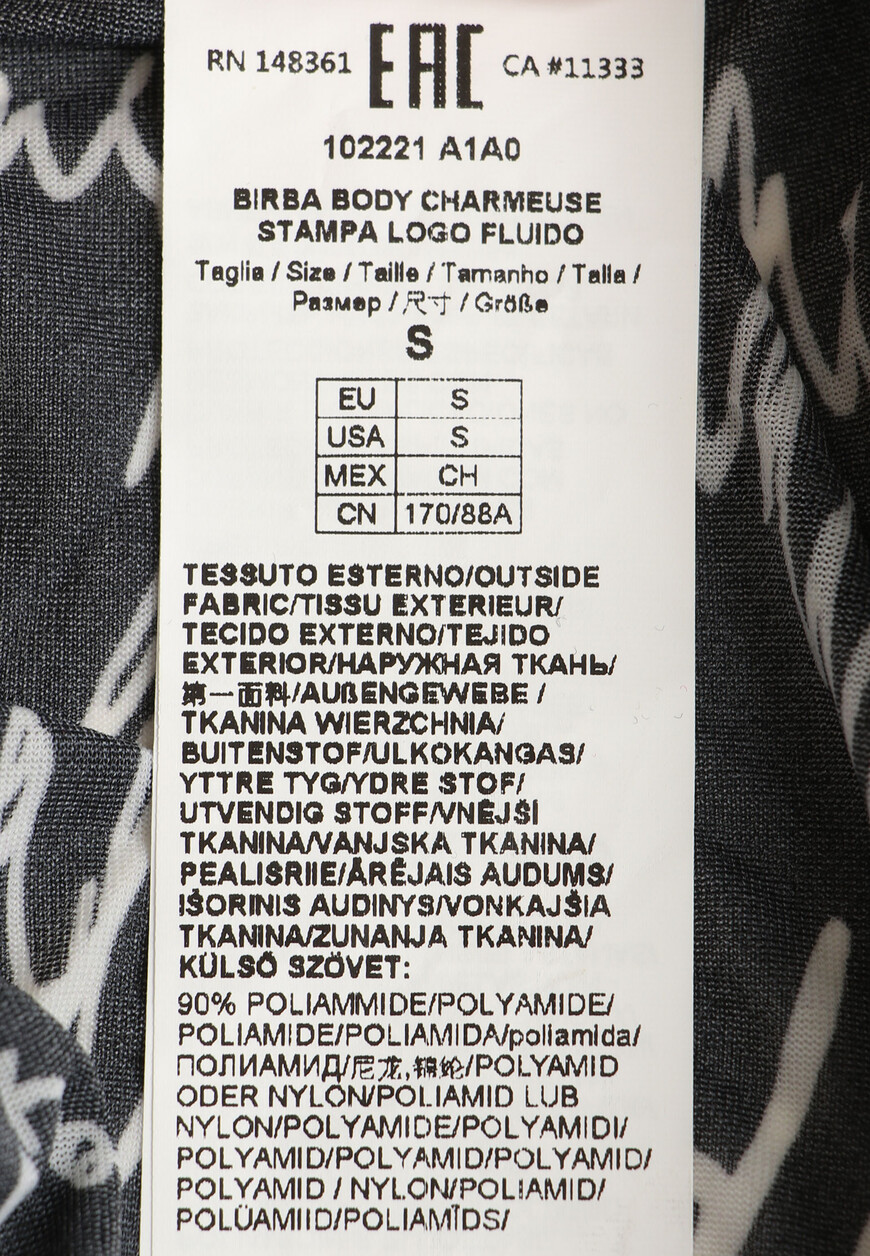 RN 148361 EAC CA #11333
102221 A1A0
BIRBA BODY CHARMEUSE
STAMPA LOGO FLUIDO
Taglia / Size / Taille / Tamanho / Talla /
Размер / 尺寸 / Größe
S
EU S
USA S
MEX CH
CN 170/88A
TESSUTO ESTERNO/OUTSIDE
FABRIC/TISSU EXTERIEUR/
TECIDO EXTERNO/TEJIDO
EXTERIOR/НАРУЖНАЯ ТКАНЬ/
第一面料/AUßENGEWEBE /
TKANINA WIERZCHNIA/
BUITENSTOF/ULKOKANGAS/
YTTRE TYG/YDRE STOF/
UTVENDIG STOFF/VNĚJŠÍ
TKANINA/VANJSKA TKANINA/
PEALISRIIE/ĀRĒJAIS AUDUMS/
IŠORINIS AUDINYS/VONKAJŠIA
TKANINA/ZUNANJA TKANINA/
KÜLSŐ SZÖVET:
90% POLIAMMIDE/POLYAMIDE/
POLIAMIDE/POLIAMIDA/poliamida/
ПОЛИАМИД/尼龙,锦纶/POLYAMID
ODER NYLON/POLIAMID LUB
NYLON/POLYAMIDE/POLYAMIDI/
POLYAMID/POLYAMID/POLYAMID/
POLYAMID / NYLON/POLIAMID/
POLÜAMIID/POLIAMĪDS/